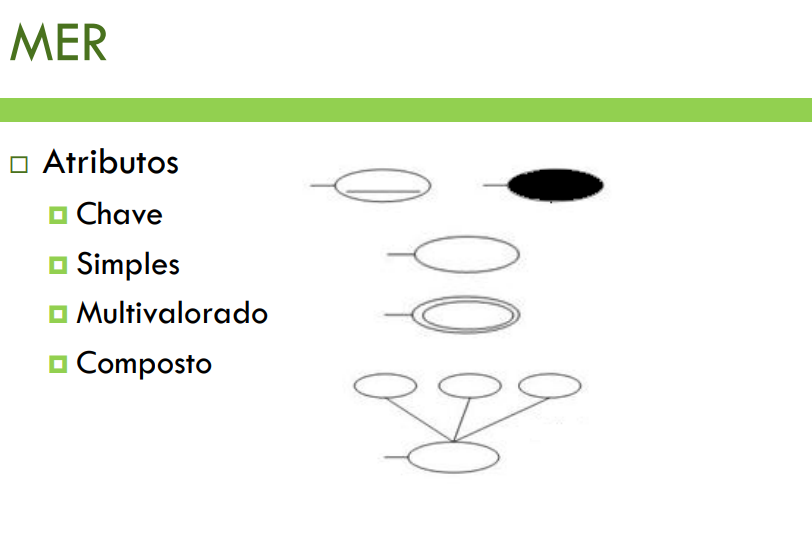 MER
Atributos
Chave
Simples
Multivalorado
Composto